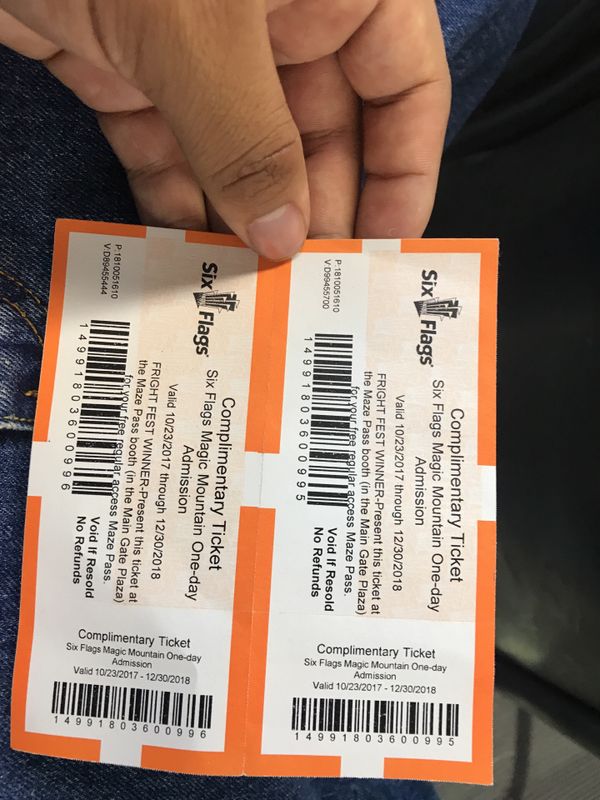 Six Flags
Complimentary Ticket
Six Flags Magic Mountain One-day
Admission
Valid 10/23/2017 through 12/30/2018
FRIGHT FEST WINNER-Present this ticket at
the Maze Pass booth (in the Main Gate Plaza)
for your free regular access Maze Pass.
P:1810051610
V:D99455700
14991803600995
Void If Resold
No Refunds
Complimentary Ticket
Six Flags Magic Mountain One-day
Admission
Valid 10/23/2017 - 12/30/2018
14991803600995
Six Flags
Complimentary Ticket
Six Flags Magic Mountain One-day
Admission
Valid 10/23/2017 through 12/30/2018
FRIGHT FEST WINNER-Present this ticket at
the Maze Pass booth (in the Main Gate Plaza)
for your free regular access Maze Pass.
P:1810051610
V:D89455444
14991803600996
Void If Resold
No Refunds
Complimentary Ticket
Six Flags Magic Mountain One-day
Admission
Valid 10/23/2017 - 12/30/2018
14991803600996